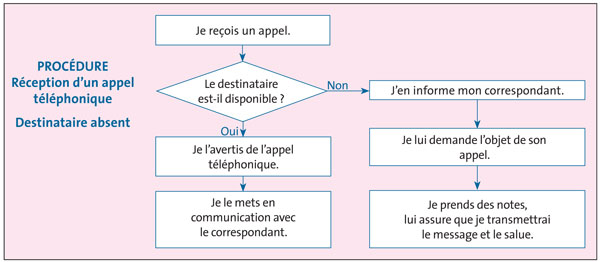 PROCÉDURE
Réception d'un appel
téléphonique
Destinataire absent
Je reçois un appel.
Le destinataire
est-il disponible ?
Non
J'en informe mon correspondant.
Oui
Je l'avertis de l'appel
téléphonique.
Je lui demande l'objet de son
appel.
Je le mets en
communication avec
le correspondant.
Je prends des notes,
lui assure que je transmettrai
le message et le salue.